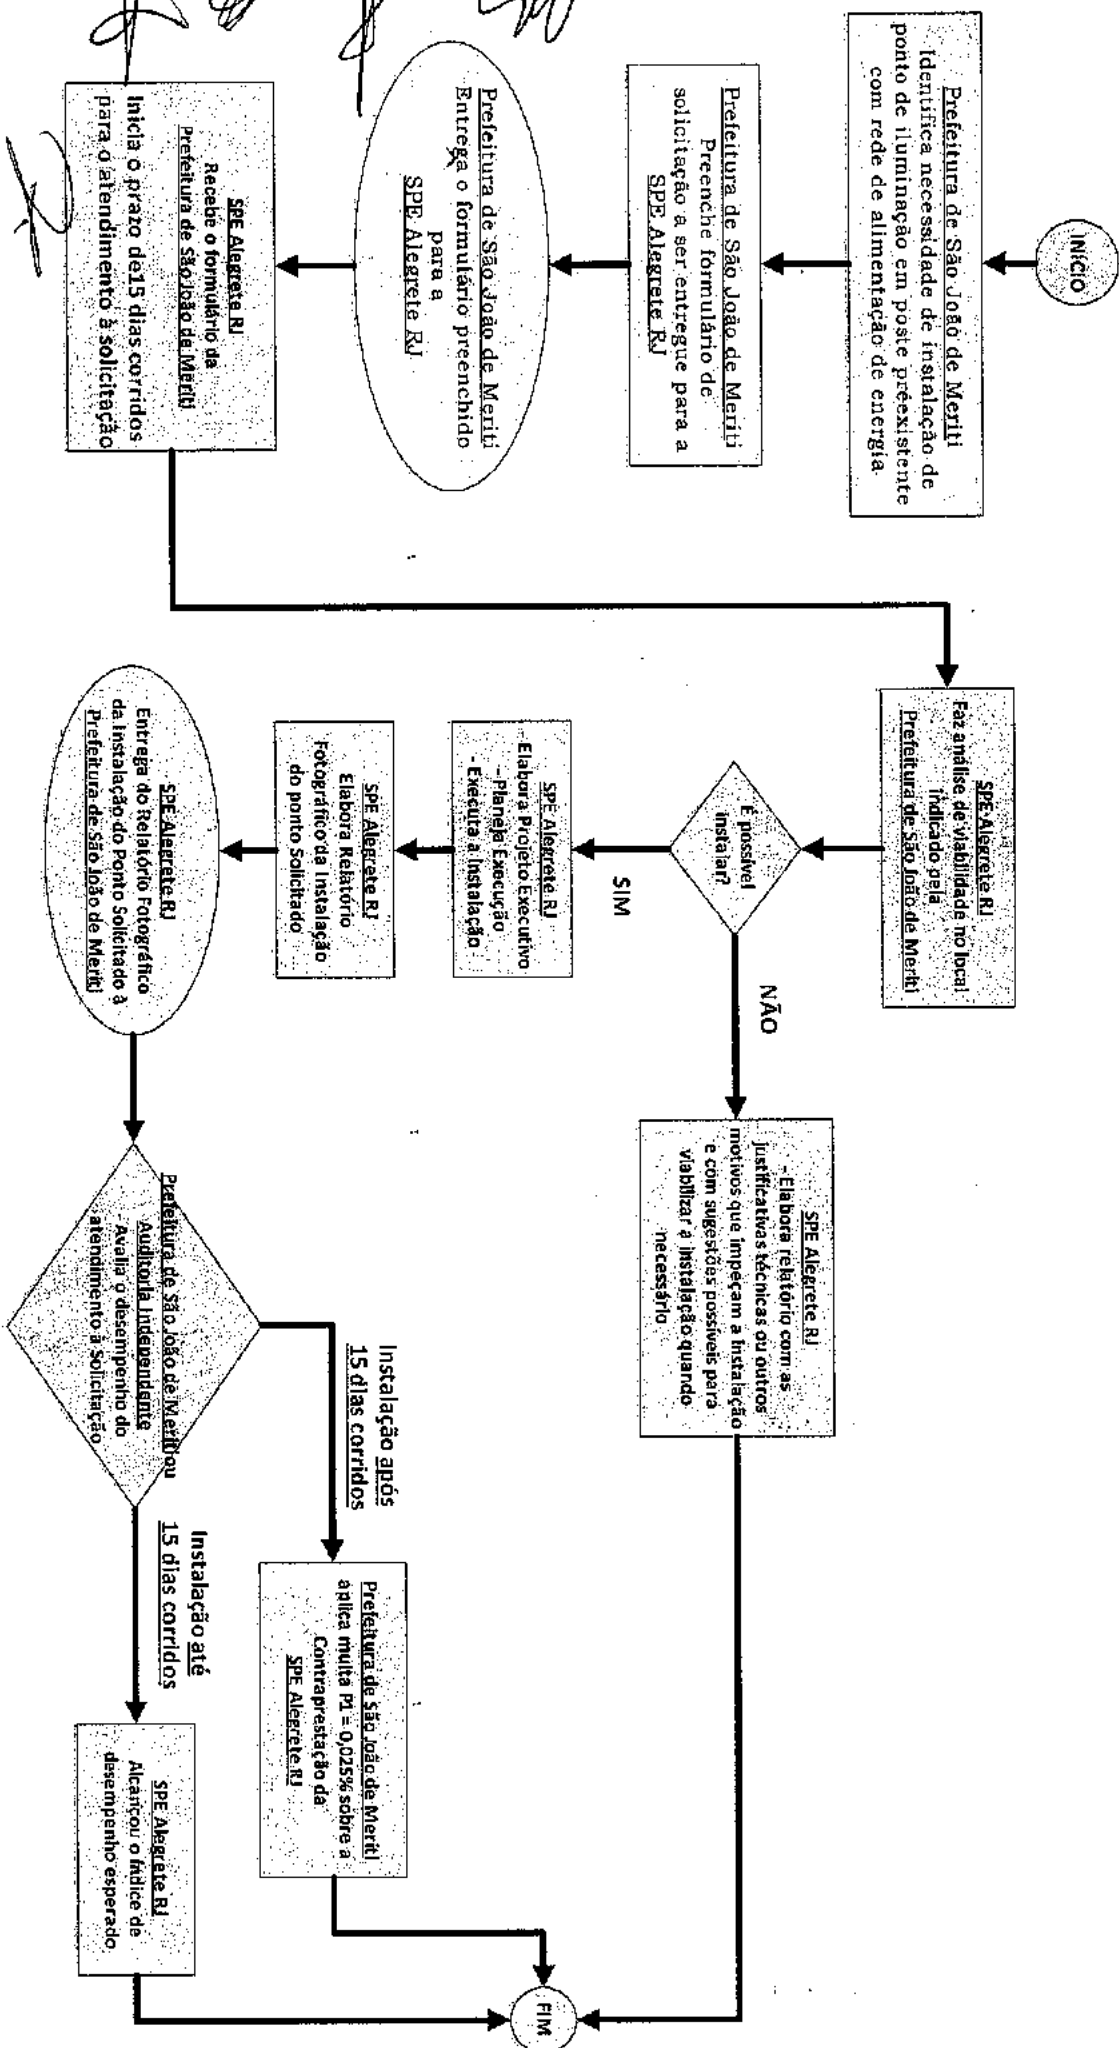 INÍCIO
Prefeitura de São João de Meriti
Identifica necessidade de instalação de
ponto de iluminação em poste préexistente
com rede de alimentação de energia
Prefeitura de São João de Meriti
Preenche formulário de
solicitação a ser entregue para a
SPE Alegrete RJ
Prefeitura de São João de Meriti
Entrega o formulário preenchido
para a
SPE Alegrete RJ
SPE Alegrete RJ
Recebe o formulário da
Prefeitura de São João de Meriti
Inicia o prazo de15 dias corridos
para o atendimento à solicitação
SPE Alegrete RJ
Faz análise de viabilidade no local
indicado pela
Prefeitura de São João de Meriti
É possível
instalar?
NÃO
SIM
SPE Alegrete RJ
- Elabora relatório com as
justificativas técnicas ou outros
motivos que impeçam a instalação
e com sugestões possíveis para
viabilizar a instalação quando
necessário
SPE Alegrete RJ
- Elabora Projeto Executivo
- Planeja Execução
- Executa a Instalação
SPE Alegrete RJ
Elabora Relatório
Fotográfico da Instalação
do ponto Solicitado
SPE Alegrete RJ
Entrega do Relatório Fotográfico
da Instalação do Ponto Solicitado à
Prefeitura de São João de Meriti
Prefeitura de São João de Meriti ou
Auditoria Independente
- Avalia o desempenho do
atendimento à Solicitação
Instalação após
15 dias corridos
Prefeitura de São João de Meriti
aplica multa P1 = 0,025% sobre a
Contraprestação da
SPE Alegrete RJ
Instalação até
15 dias corridos
SPE Alegrete RJ
Alcançou o Índice de
desempenho esperado
FIM